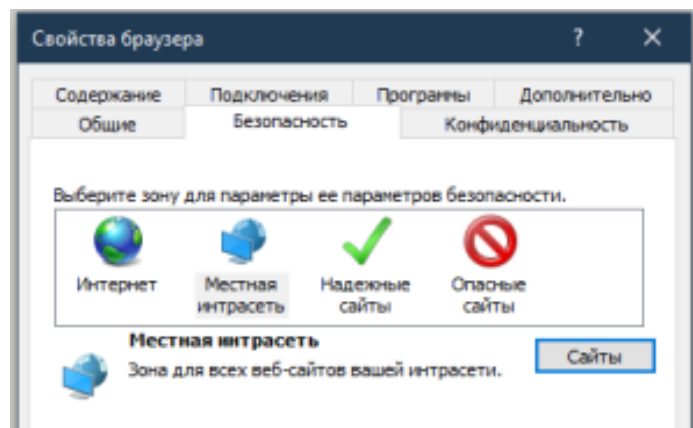 Свойства браузера ? ✕
Содержание Подключения Программы Дополнительно
Общие Безопасность Конфиденциальность
Выберите зону для параметры ее параметров безопасности.
Интернет Местная интрасеть Надежные сайты Опасные сайты
Местная интрасеть
Сайты
Зона для всех веб-сайтов вашей интрасети.